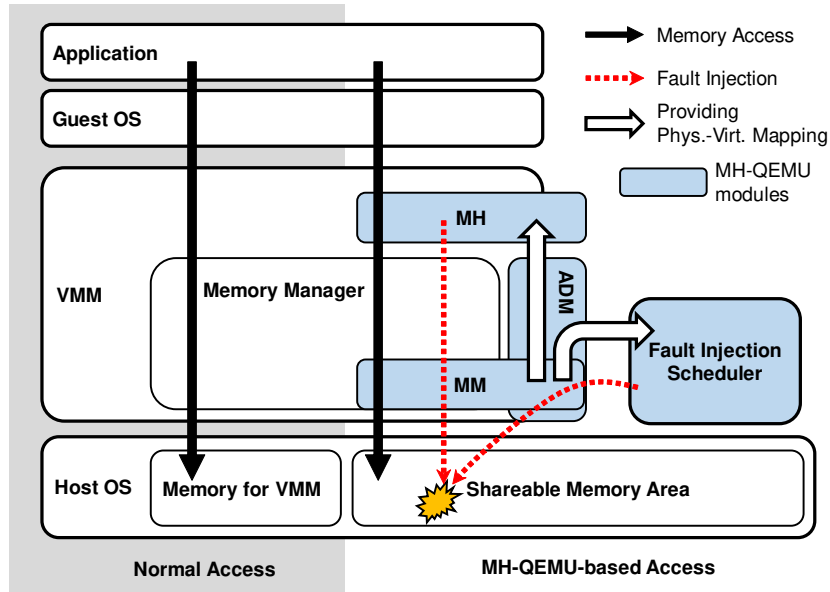 Application
Memory Access
Fault Injection
Guest OS
Providing
Phys.-Virt. Mapping
MH-QEMU
modules
MH
VMM
Memory Manager
ADM
MM
Fault Injection
Scheduler
Host OS
Memory for VMM
Shareable Memory Area
Normal Access
MH-QEMU-based Access